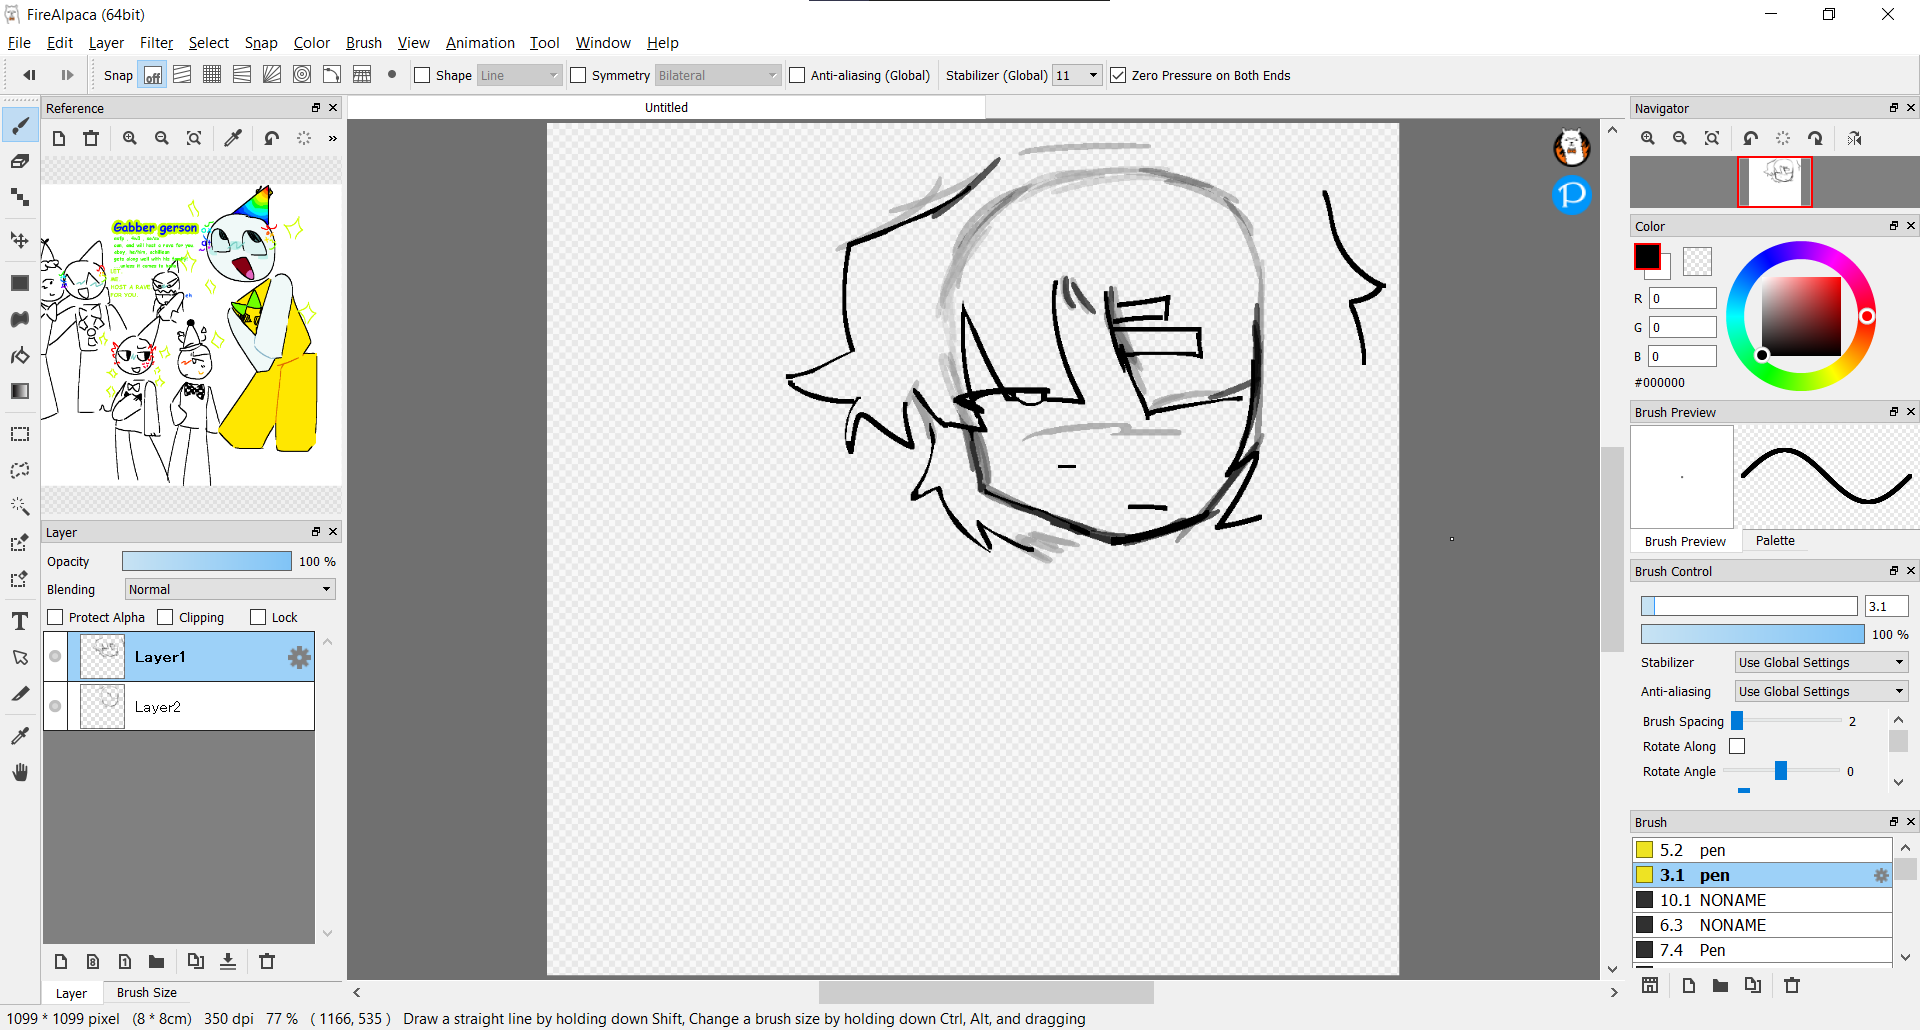 FireAlpaca (64bit)
File Edit Layer Filter Select Snap Color Brush View Animation Tool Window Help
Snap off Shape Line Symmetry Bilateral Anti-aliasing (Global) Stabilizer (Global) 11 Zero Pressure on Both Ends
Reference
Untitled
Navigator
Gabber gerson
HOST A RAVE
FOR YOU
Color
R 0
G 0
B 0
#000000
Brush Preview
Brush Preview Palette
Layer
Opacity 100 %
Blending Normal
Protect Alpha Clipping Lock
Layer1
Layer2
Brush Control
3.1
100 %
Stabilizer Use Global Settings
Anti-aliasing Use Global Settings
Brush Spacing 2
Rotate Along
Rotate Angle 0
Brush
5.2 pen
3.1 pen
10.1 NONAME
6.3 NONAME
7.4 Pen
Layer Brush Size
1099 * 1099 pixel (8 * 8cm) 350 dpi 77 % ( 1166, 535 ) Draw a straight line by holding down Shift, Change a brush size by holding down Ctrl, Alt, and dragging